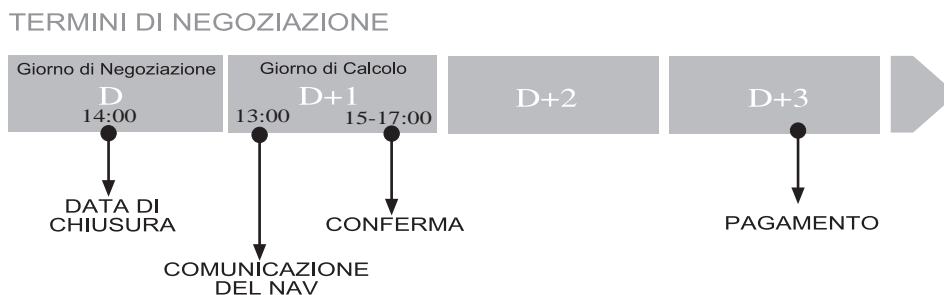 TERMINI DI NEGOZIAZIONE
Giorno di Negoziazione
D
14:00
Giorno di Calcolo
D+1
13:00
15-17:00
D+2
D+3
DATA DI
CHIUSURA
CONFERMA
PAGAMENTO
COMUNICAZIONE
DEL NAV